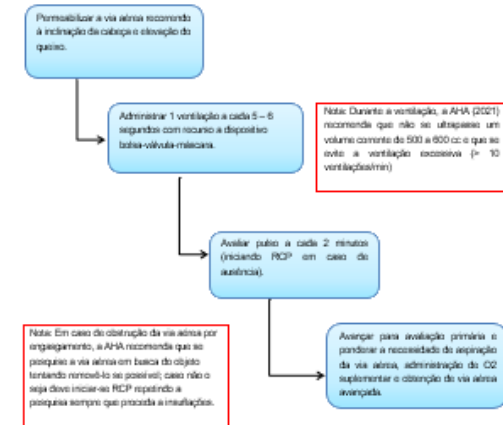 Permeabilizar a via aérea recorrendo
à inclinação da cabeça e elevação do
queixo.
Administrar 1 ventilação a cada 5 – 6
segundos com recurso a dispositivo
bolsa-válvula-máscara.
Nota: Durante a ventilação, a AHA (2021)
recomenda que não se ultrapasse um
volume corrente de 500 a 600 cc e que se
evite a ventilação excessiva (> 10
ventilações/min)
Avaliar pulso a cada 2 minutos
(iniciando RCP em caso de
ausência).
Nota: Em caso de obstrução da via aérea por
engasgamento, a AHA recomenda que se
pesquise a via aérea em busca do objeto
tentando removê-lo se possível; caso não o
seja deve iniciar-se RCP repetindo a
pesquisa sempre que proceda a insuflações.
Avançar para avaliação primária e
ponderar a necessidade de aspiração
da via aérea, administração de O2
suplementar e obtenção de via aérea
avançada.